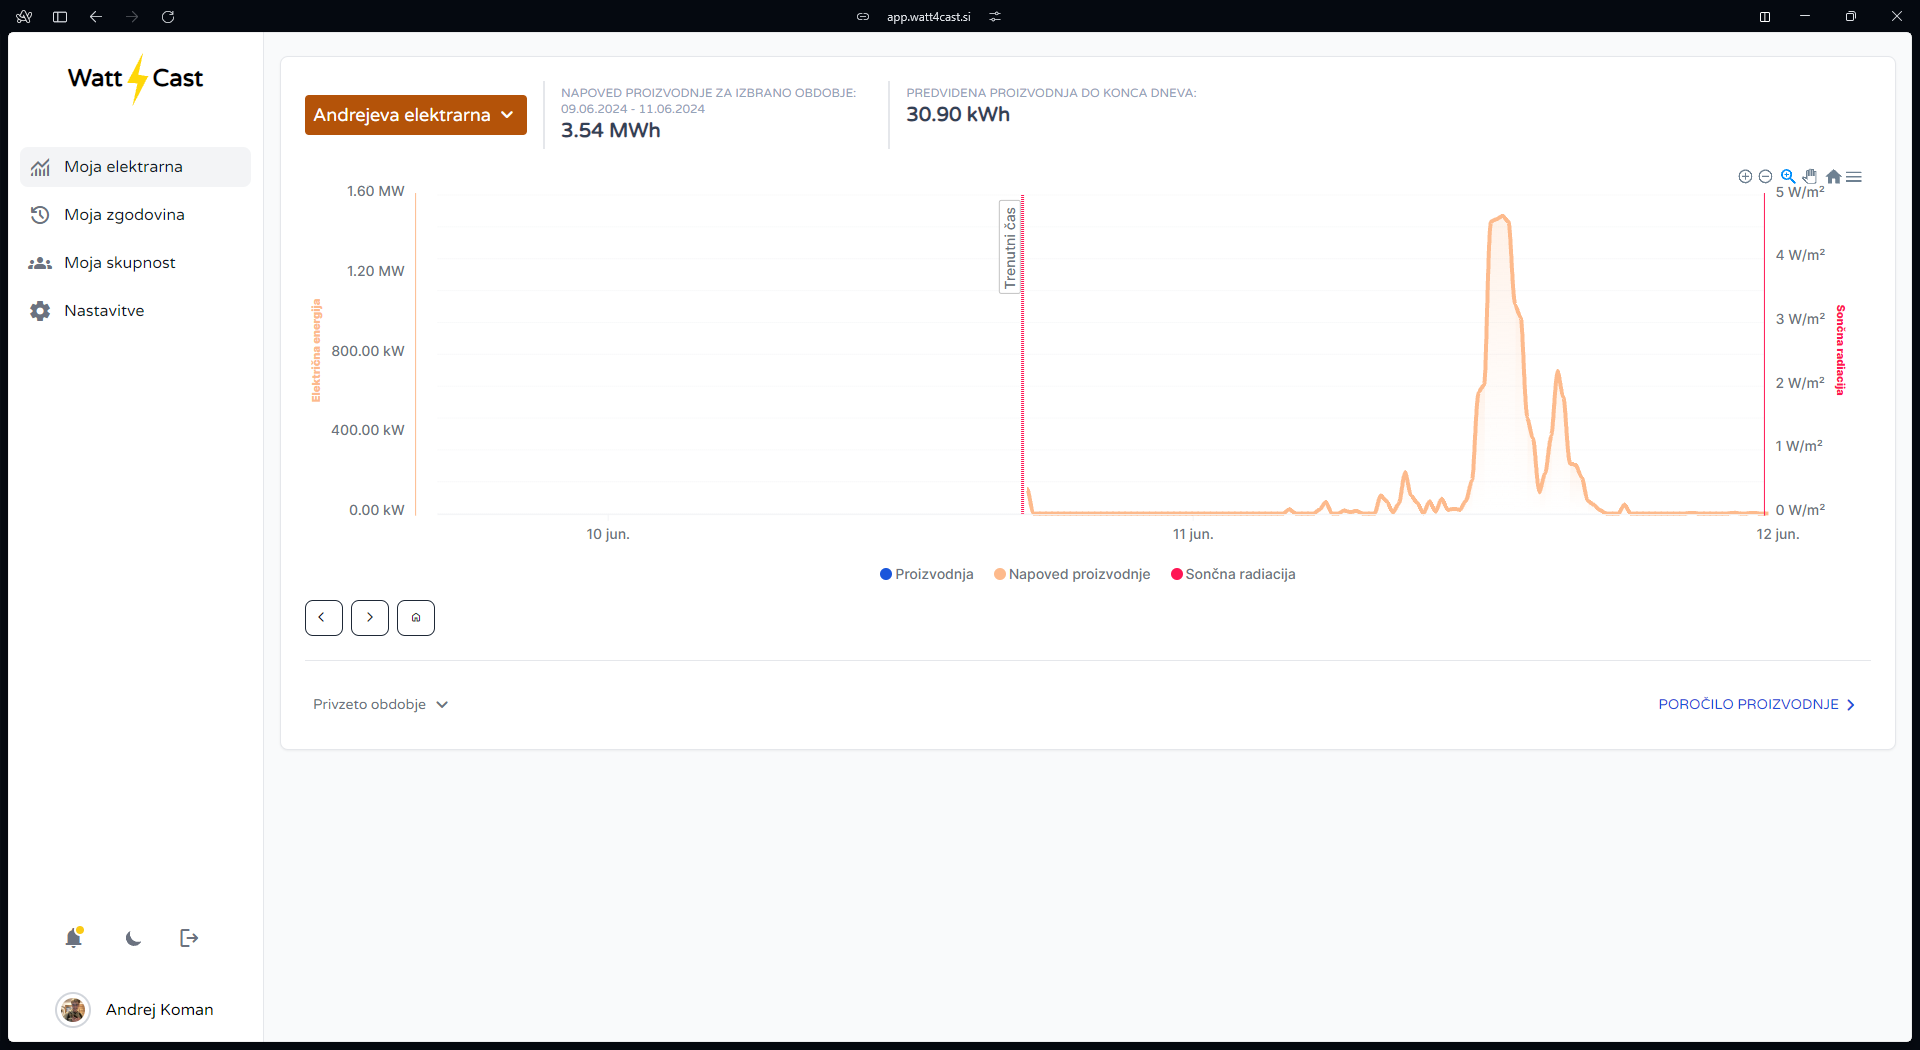 app.watt4cast.si
Watt Cast
Moja elektrarna
Moja zgodovina
Moja skupnost
Nastavitve
Andrej Koman
Andrejeva elektrarna
NAPOVED PROIZVODNJE ZA IZBRANO OBDOBJE:
09.06.2024 - 11.06.2024
3.54 MWh
PREDVIDENA PROIZVODNJA DO KONCA DNEVA:
30.90 kWh
Električna energija
1.60 MW
1.20 MW
800.00 kW
400.00 kW
0.00 kW
Trenutni čas
5 W/m²
4 W/m²
3 W/m²
2 W/m²
1 W/m²
0 W/m²
Sončna radiacija
10 jun.
11 jun.
12 jun.
Proizvodnja
Napoved proizvodnje
Sončna radiacija
Privzeto obdobje
POROČILO PROIZVODNJE